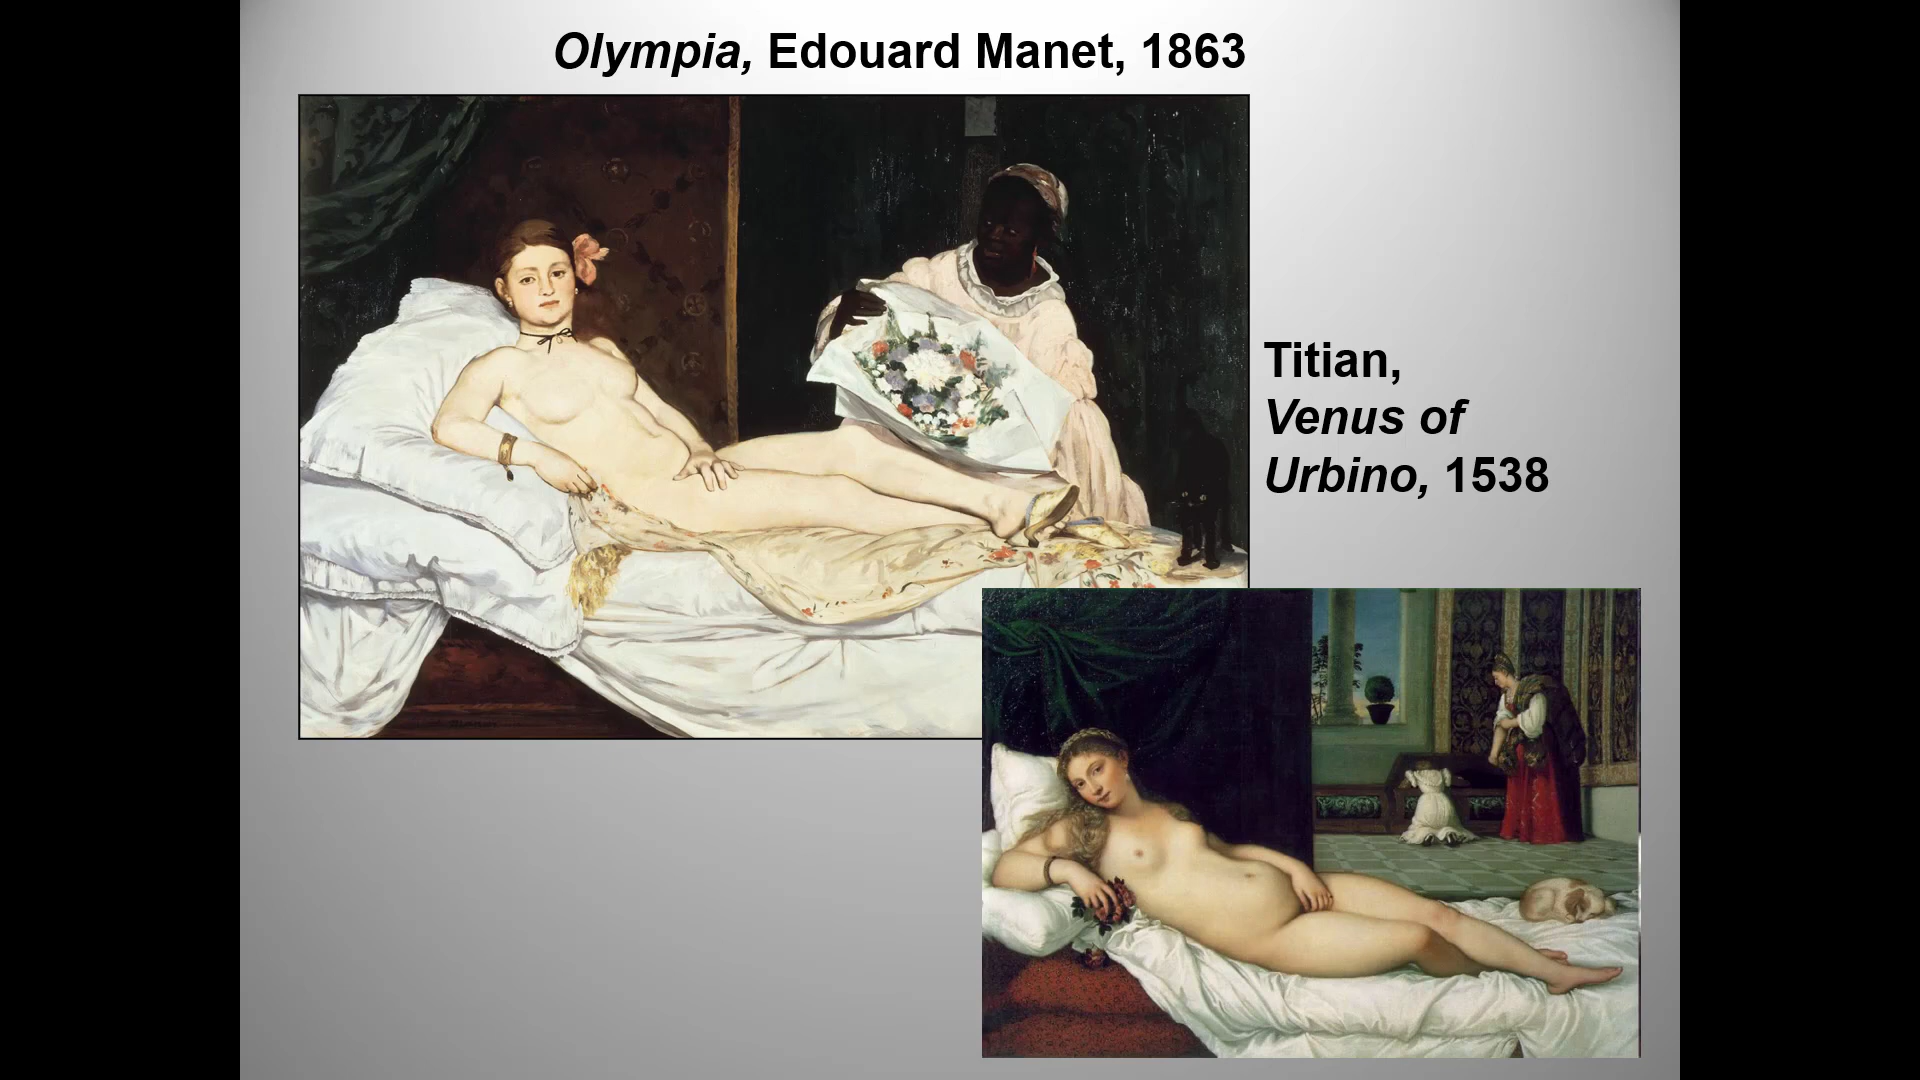 Olympia, Edouard Manet, 1863
Titian,
Venus of
Urbino, 1538